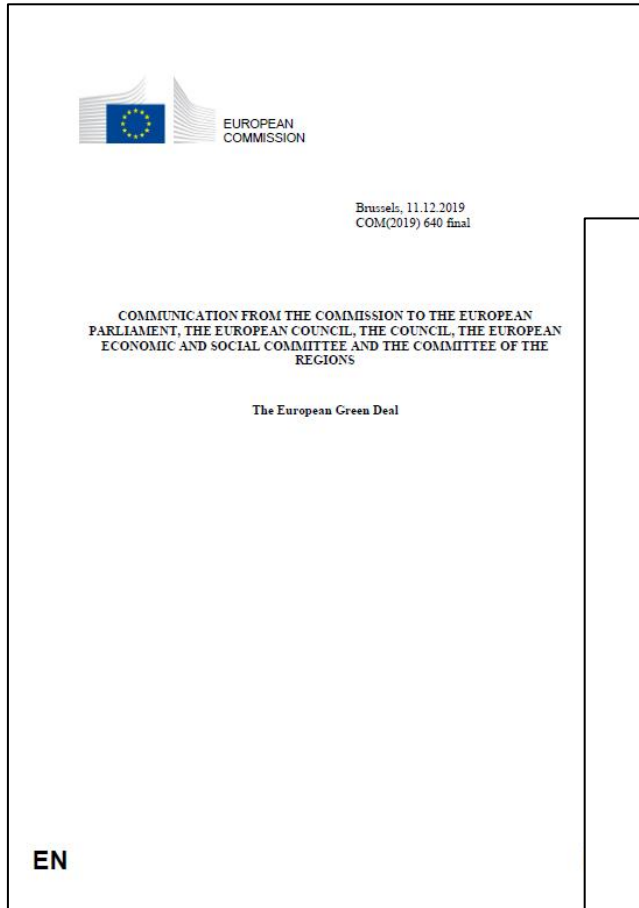 EUROPEAN
COMMISSION
Brussels, 11.12.2019
COM(2019) 640 final
COMMUNICATION FROM THE COMMISSION TO THE EUROPEAN
PARLIAMENT, THE EUROPEAN COUNCIL, THE COUNCIL, THE EUROPEAN
ECONOMIC AND SOCIAL COMMITTEE AND THE COMMITTEE OF THE
REGIONS
The European Green Deal
EN